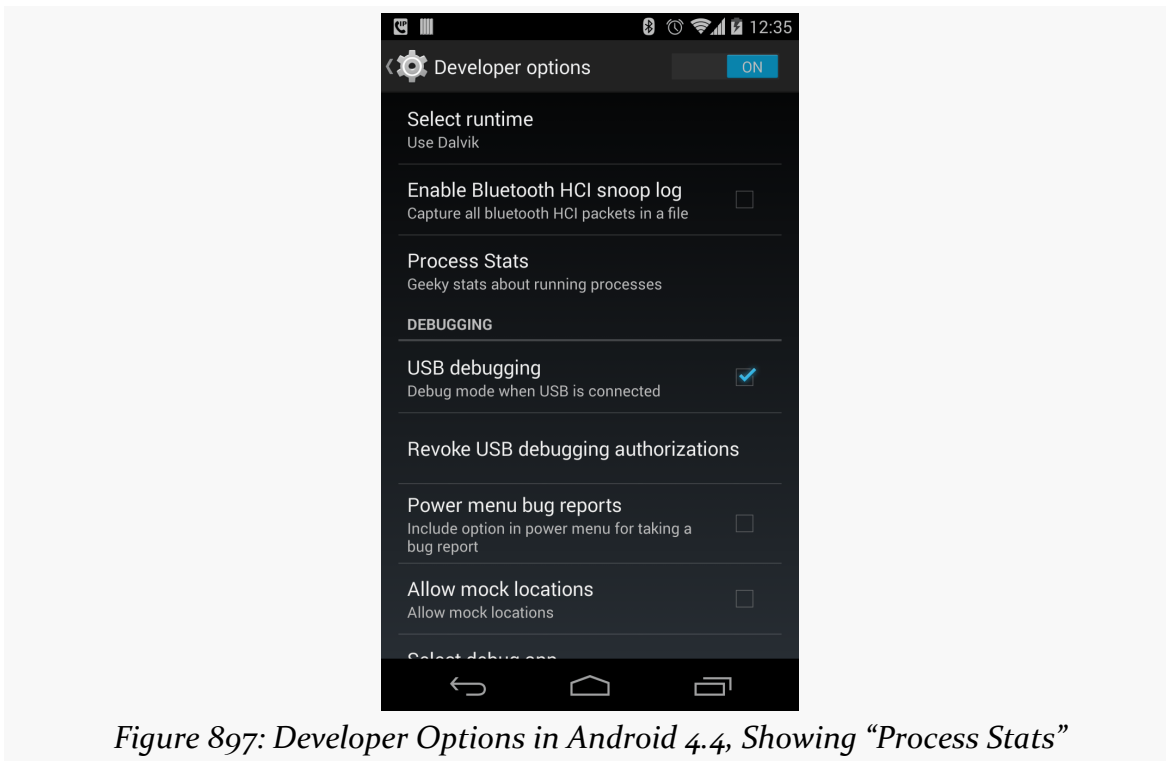 12:35
Developer options
ON
Select runtime
Use Dalvik
Enable Bluetooth HCI snoop log
Capture all bluetooth HCI packets in a file
Process Stats
Geeky stats about running processes
DEBUGGING
USB debugging
Debug mode when USB is connected
Revoke USB debugging authorizations
Power menu bug reports
Include option in power menu for taking a
bug report
Allow mock locations
Allow mock locations
Select debug app
Figure 897: Developer Options in Android 4.4, Showing “Process Stats”